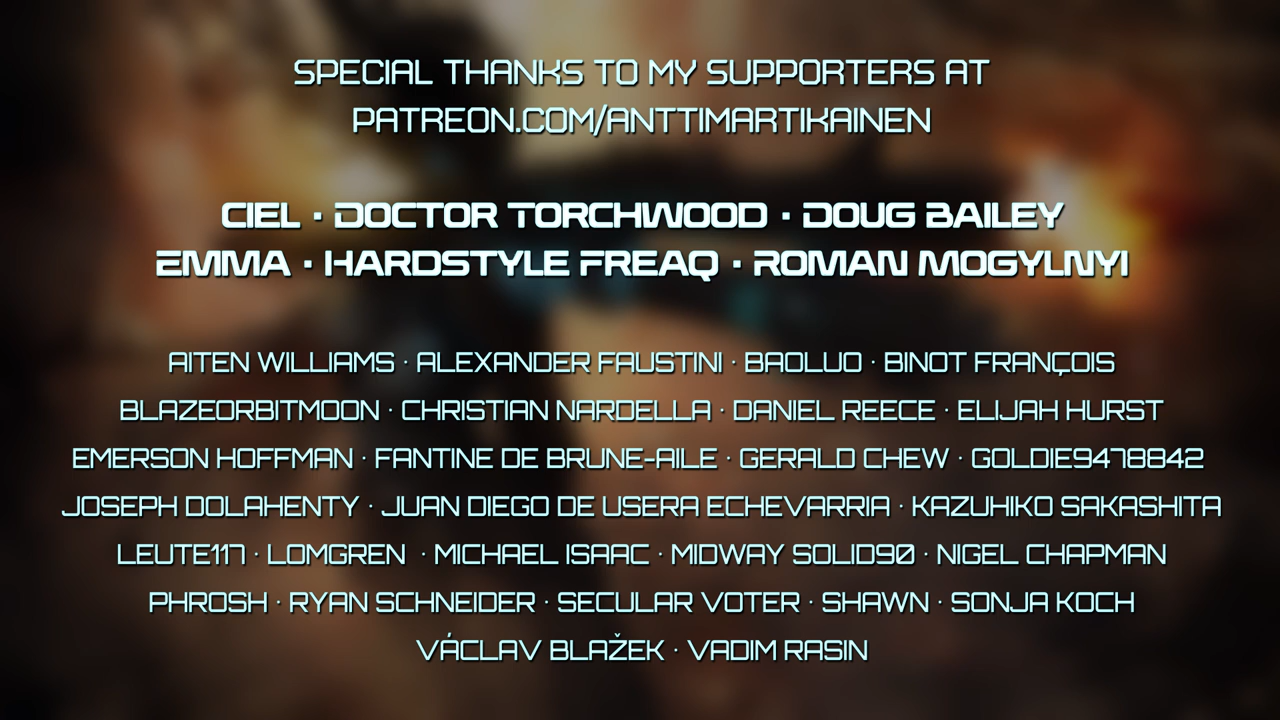 SPECIAL THANKS TO MY SUPPORTERS AT
PATREON.COM/ANTTIMARTIKAINEN
CIEL · DOCTOR TORCHWOOD · DOUG BAILEY
EMMA · HARDSTYLE FREAQ · ROMAN MOGYLNYI
AITEN WILLIAMS · ALEXANDER FAUSTINI · BAOLUO · BINOT FRANÇOIS
BLAZEORBITMOON · CHRISTIAN NARDELLA · DANIEL REECE · ELIJAH HURST
EMERSON HOFFMAN · FANTINE DE BRUNE-AILE · GERALD CHEW · GOLDIE9478842
JOSEPH DOLAHENTY · JUAN DIEGO DE USERA ECHEVARRIA · KAZUHIKO SAKASHITA
LEUTE117 · LOMGREN · MICHAEL ISAAC · MIDWAY SOLID90 · NIGEL CHAPMAN
PHROSH · RYAN SCHNEIDER · SECULAR VOTER · SHAWN · SONJA KOCH
VÁCLAV BLAŽEK · VADIM RASIN